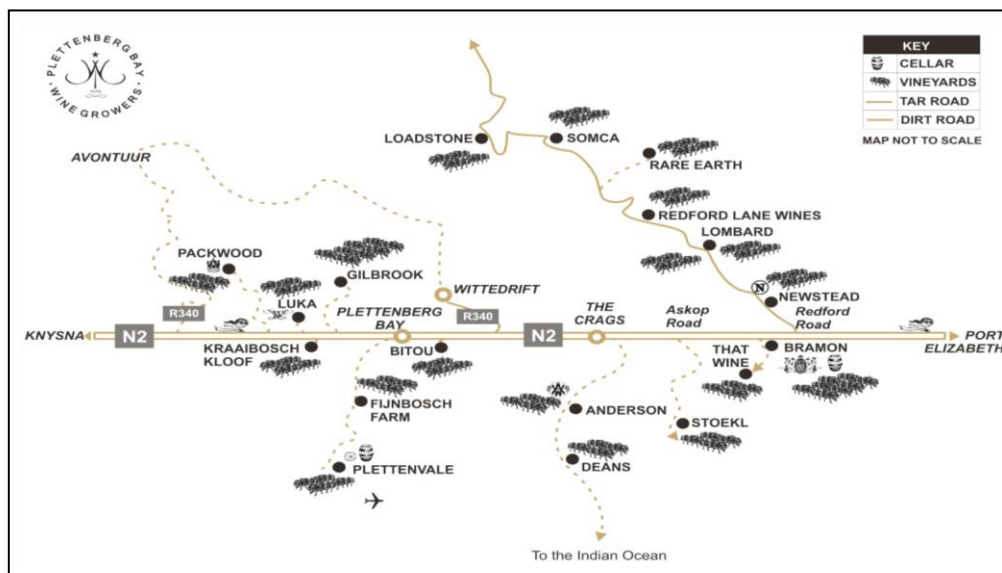 PLETTENBERG BAY
WINE GROWERS
KEY
CELLAR
VINEYARDS
TAR ROAD
DIRT ROAD
MAP NOT TO SCALE
LOADSTONE
SOMCA
AVONTUUR
RARE EARTH
REDFORD LANE WINES
LOMBARD
PACKWOOD
GILBROOK
WITTEDRIFT
NEWSTEAD
N
LUKA
R340
PLETTENBERG
BAY
R340
THE
CRAGS
Askop
Road
Redford
Road
KNYSNA
N2
N2
PORT
ELIZABETH
KRAAIBOSCH
KLOOF
BITOU
THAT
WINE
BRAMON
FIJNBOSCH
FARM
ANDERSON
STOEKL
PLETTENVALE
DEANS
To the Indian Ocean